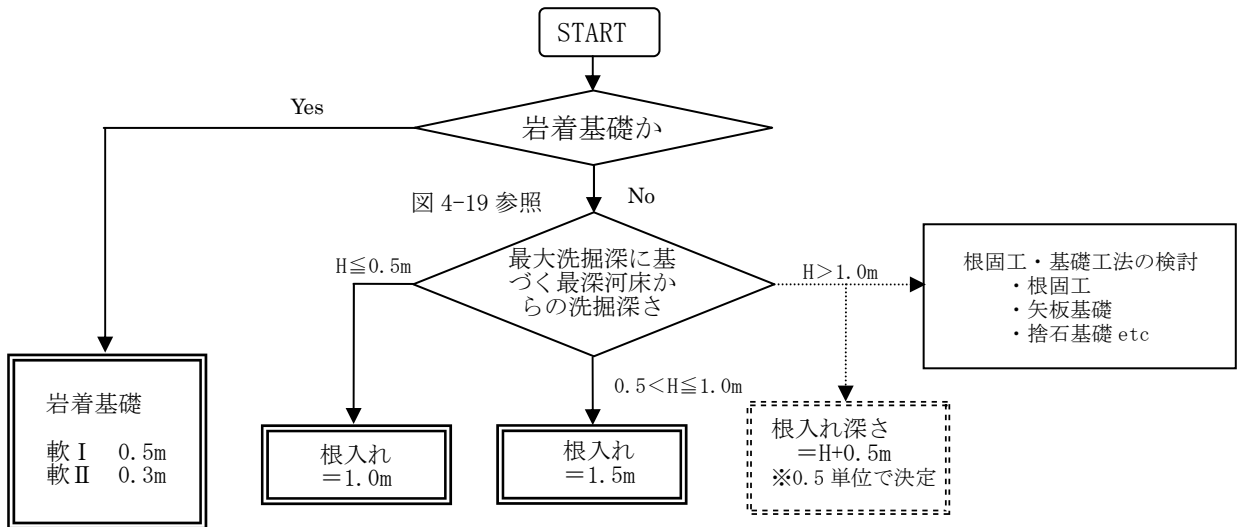 START
Yes
岩着基礎か
図 4-19 参照
No
H≦0.5m
最大洗掘深に基
づく最深河床か
らの洗掘深さ
H＞1.0m
根固工・基礎工法の検討
・根固工
・矢板基礎
・捨石基礎 etc
0.5＜H≦1.0m
岩着基礎
軟Ⅰ 0.5m
軟Ⅱ 0.3m
根入れ
＝1.0m
根入れ
＝1.5m
根入れ深さ
＝H+0.5m
※0.5 単位で決定